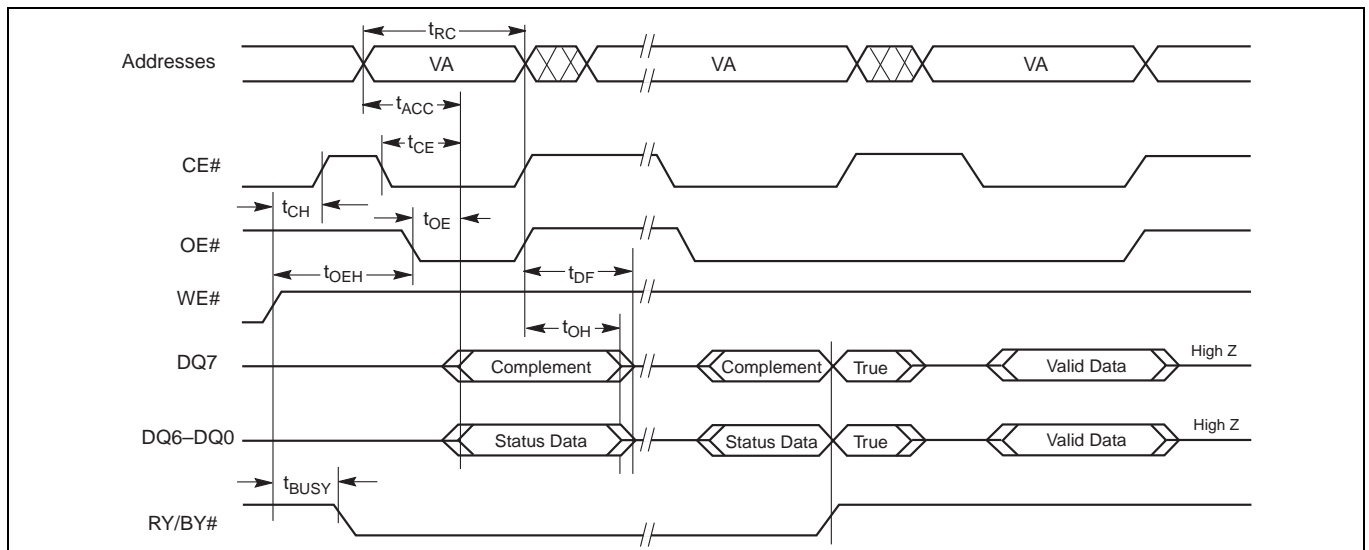 tRC
Addresses VA VA VA
tACC
tCE
CE#
tCH tOE
OE#
tOEH tDF
WE#
tOH
DQ7 Complement Complement True Valid Data High Z
DQ6–DQ0 Status Data Status Data True Valid Data High Z
tBUSY
RY/BY#